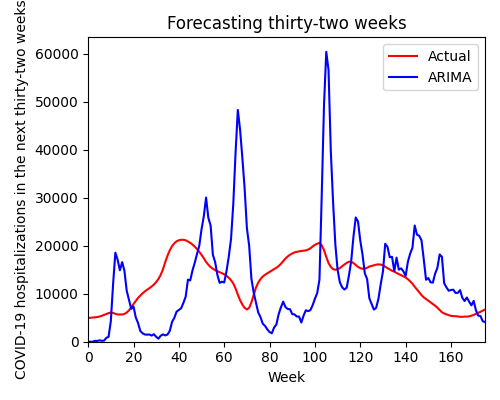 Forecasting thirty-two weeks
COVID-19 hospitalizations in the next thirty-two weeks
60000
50000
40000
30000
20000
10000
0
Actual
ARIMA
0 20 40 60 80 100 120 140 160
Week